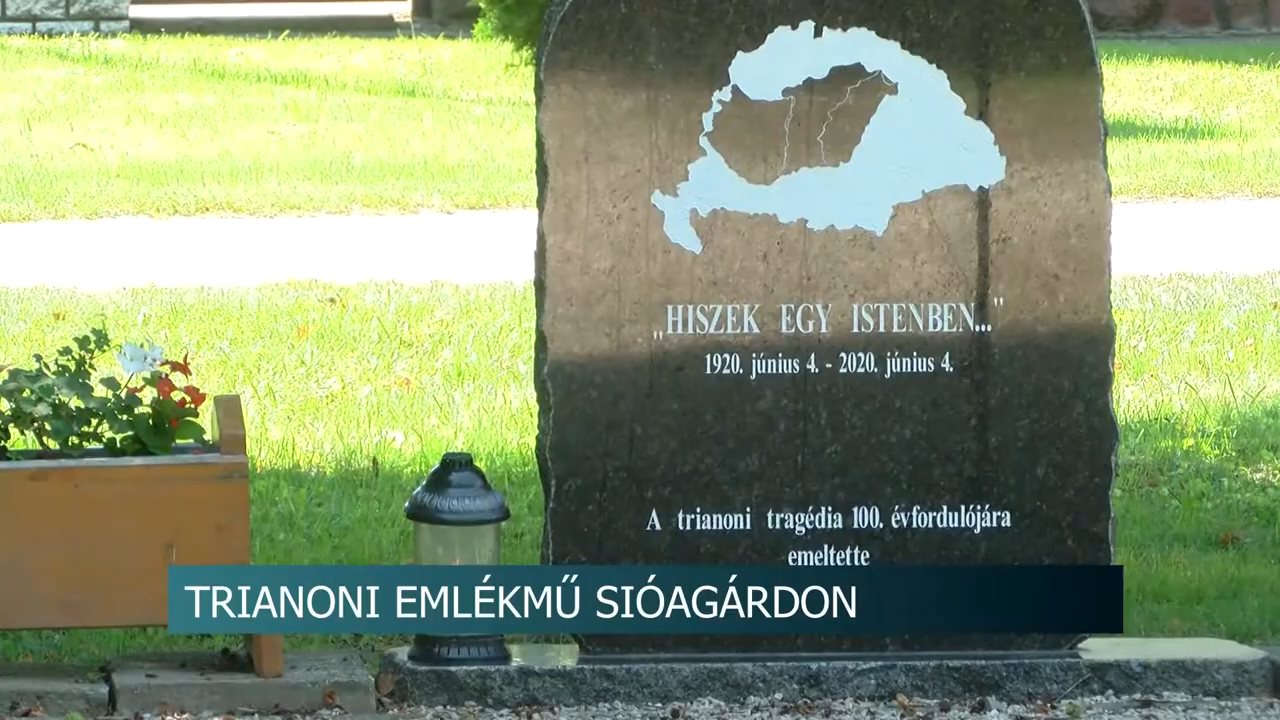 „HISZEK EGY ISTENBEN..."
1920. június 4. - 2020. június 4.
A trianoni tragédia 100. évfordulójára
emeltette
TRIANONI EMLÉKMŰ SIÓAGÁRDON